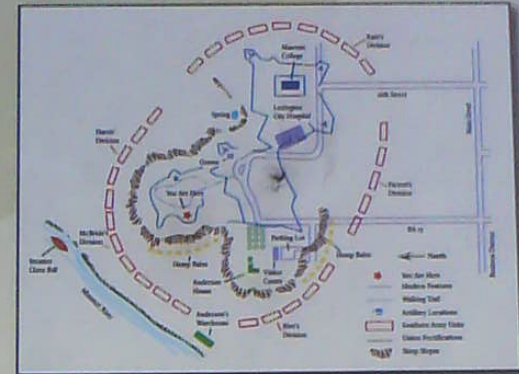 Rain's
Division
Masonic
College
16th Street
Lexington
City Hospital
Spring
Harris'
Division
Graves
You Are Here
Main Street
Parson's
Division
RT 13
McBride's
Division
Parking Lot
Hemp Bales
Hemp Bales
Steamer
Clara Bell
Missouri River
Anderson
House
Visitor
Center
Anderson's
Warehouse
Rive's
Division
North
You Are Here
Modern Features
Walking Trail
Artillery Locations
Southern Army Units
Union Fortifications
Steep Slopes